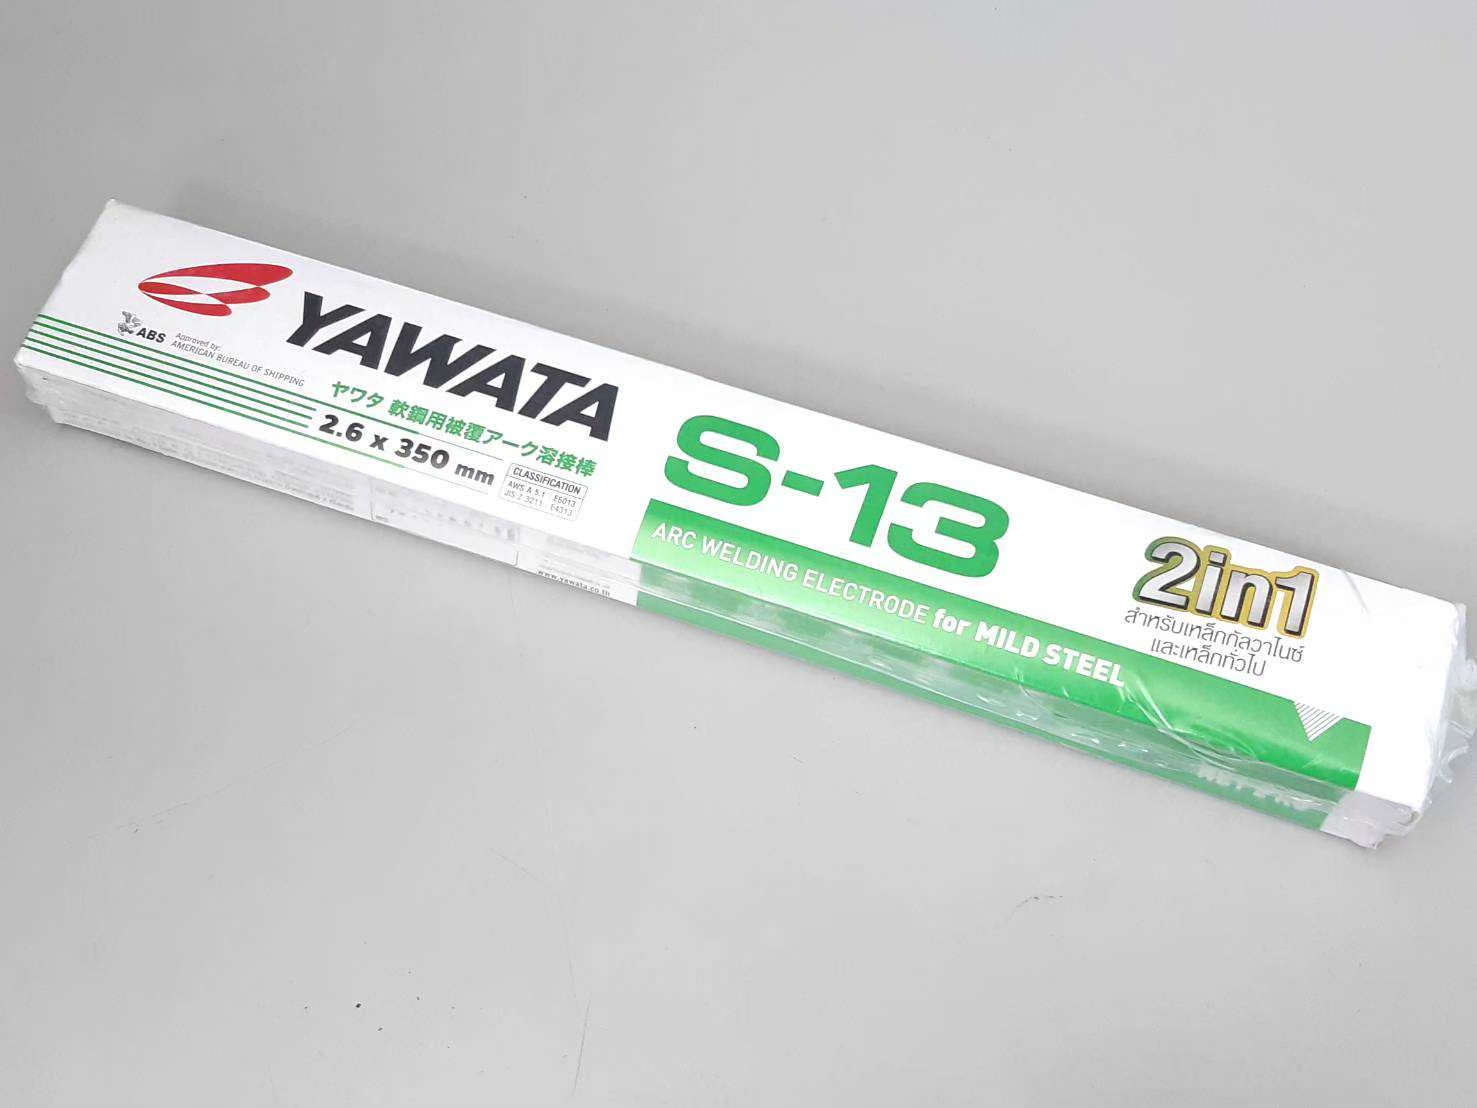 YAWATA
ABS
Approved by:
AMERICAN BUREAU OF SHIPPING
ヤワタ 軟鋼用被覆アーク溶接棒
2.6 x 350 mm
CLASSIFICATION
AWS A 5.1 E6013
JIS Z 3211 E4313
S-13
ARC WELDING ELECTRODE for MILD STEEL
2in1
สำหรับเหล็กกัลวาไนซ์
และเหล็กทั่วไป
www.yawata.co.th